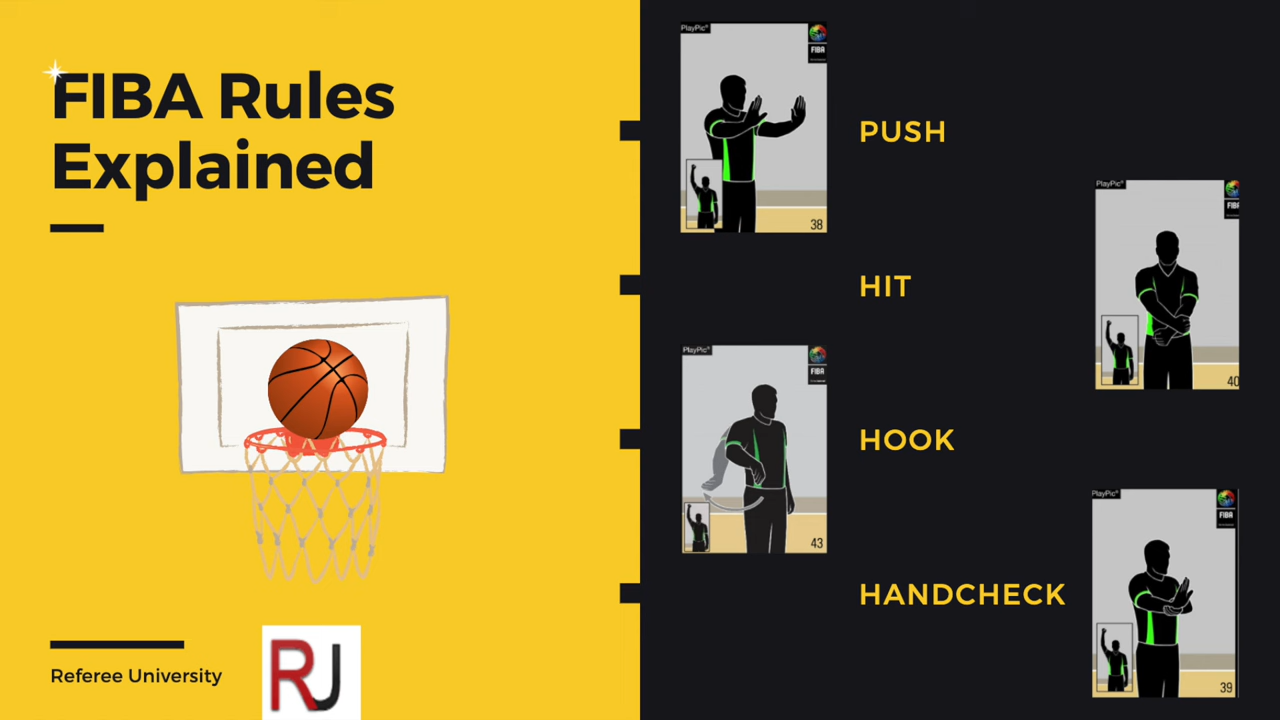 FIBA Rules
Explained
Referee University
RJ
PlayPic®
FIBA
38
PUSH
PlayPic®
FIBA
40
HIT
PlayPic®
FIBA
43
HOOK
PlayPic®
FIBA
39
HANDCHECK